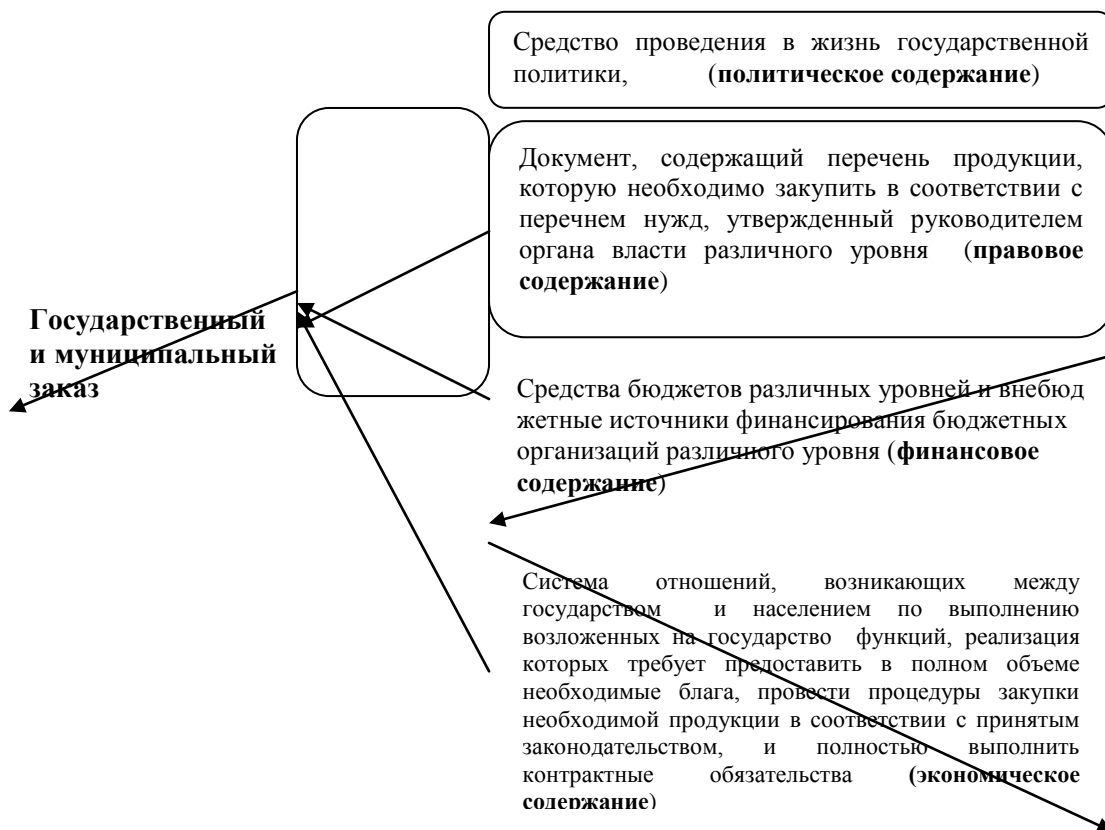 Средство проведения в жизнь государственной
политики, (политическое содержание)
Документ, содержащий перечень продукции,
которую необходимо закупить в соответствии с
перечнем нужд, утвержденный руководителем
органа власти различного уровня (правовое
содержание)
Государственный
и муниципальный
заказ
Средства бюджетов различных уровней и внебюд
жетные источники финансирования бюджетных
организаций различного уровня (финансовое
содержание)
Система отношений, возникающих между
государством и населением по выполнению
возложенных на государство функций, реализация
которых требует предоставить в полном объеме
необходимые блага, провести процедуры закупки
необходимой продукции в соответствии с принятым
законодательством, и полностью выполнить
контрактные обязательства (экономическое
содержание)